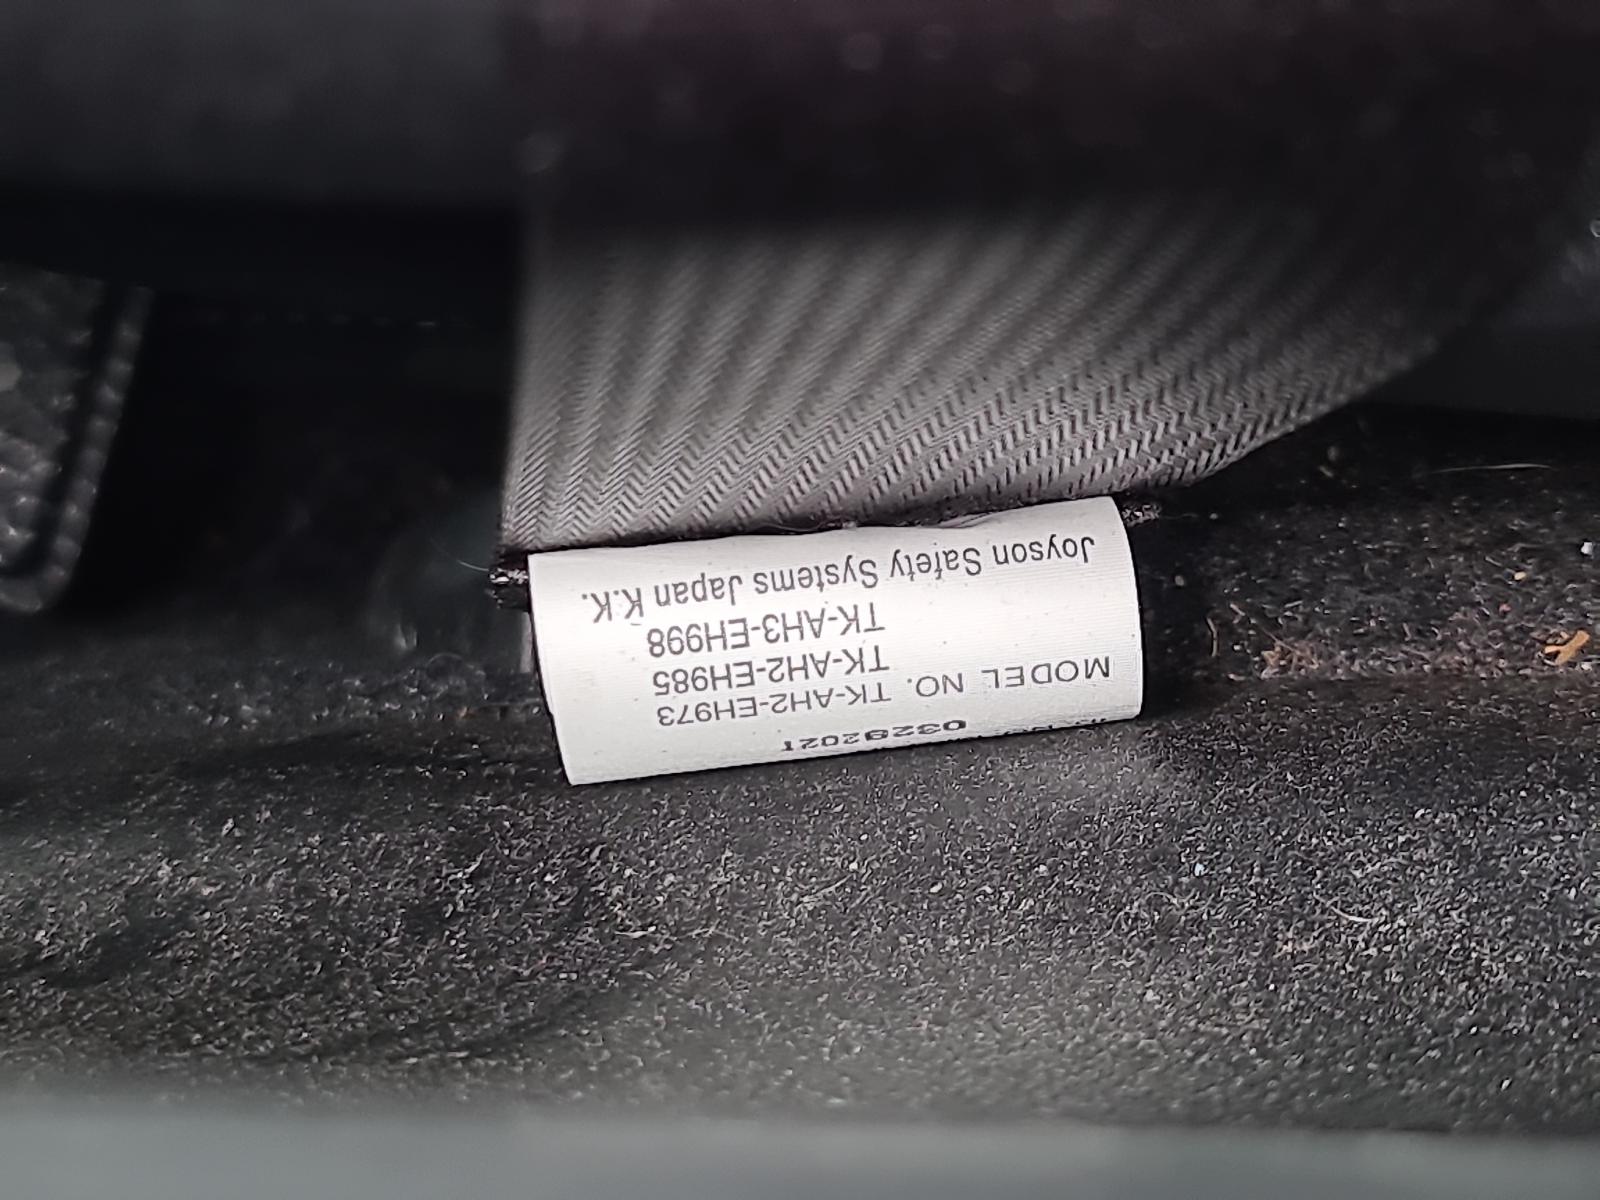 Joyson Safety Systems Japan K.K.
TK-AH3-EH998
TK-AH2-EH985
MODEL NO. TK-AH2-EH973
03292021